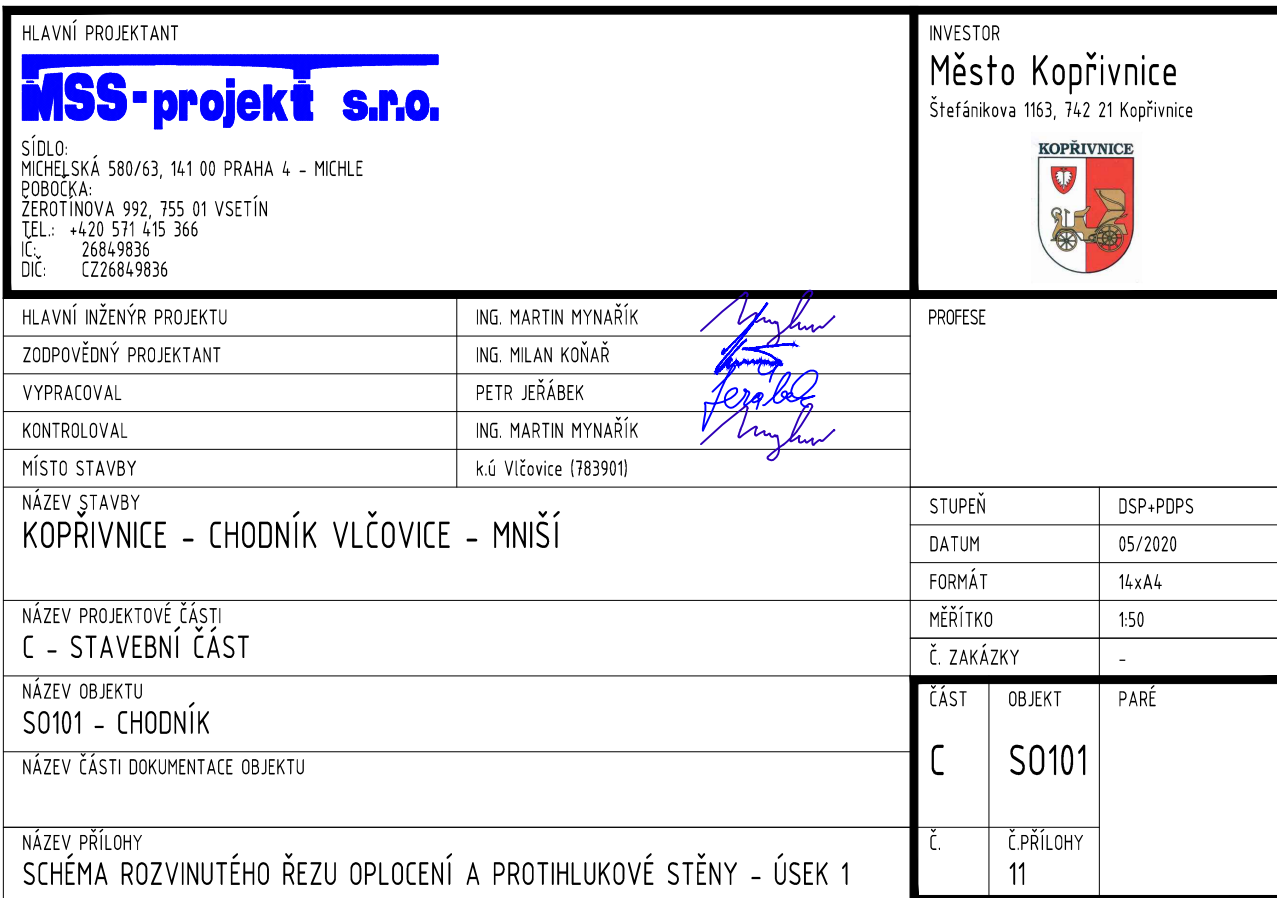 HLAVNÍ PROJEKTANT
MSS-projekt s.r.o.
SÍDLO:
MICHELSKÁ 580/63, 141 00 PRAHA 4 - MICHLE
POBOČKA:
ŽEROTÍNOVA 992, 755 01 VSETÍN
TEL.: +420 571 415 366
IČ: 26849836
DIČ: CZ26849836
INVESTOR
Město Kopřivnice
Štefánikova 1163, 742 21 Kopřivnice
KOPŘIVNICE
HLAVNÍ INŽENÝR PROJEKTU ING. MARTIN MYNAŘÍK
ZODPOVĚDNÝ PROJEKTANT ING. MILAN KOŇAŘ
VYPRACOVAL PETR JEŘÁBEK Jeřábek
KONTROLOVAL ING. MARTIN MYNAŘÍK
MÍSTO STAVBY k.ú Vlčovice (783901)
PROFESE
NÁZEV STAVBY
KOPŘIVNICE - CHODNÍK VLČOVICE - MNIŠÍ
NÁZEV PROJEKTOVÉ ČÁSTI
C - STAVEBNÍ ČÁST
NÁZEV OBJEKTU
SO101 - CHODNÍK
NÁZEV ČÁSTI DOKUMENTACE OBJEKTU
NÁZEV PŘÍLOHY
SCHÉMA ROZVINUTÉHO ŘEZU OPLOCENÍ A PROTIHLUKOVÉ STĚNY - ÚSEK 1
STUPEŇ DSP+PDPS
DATUM 05/2020
FORMÁT 14xA4
MĚŘÍTKO 1:50
Č. ZAKÁZKY -
ČÁST OBJEKT PARÉ
C SO101
Č. Č.PŘÍLOHY
11